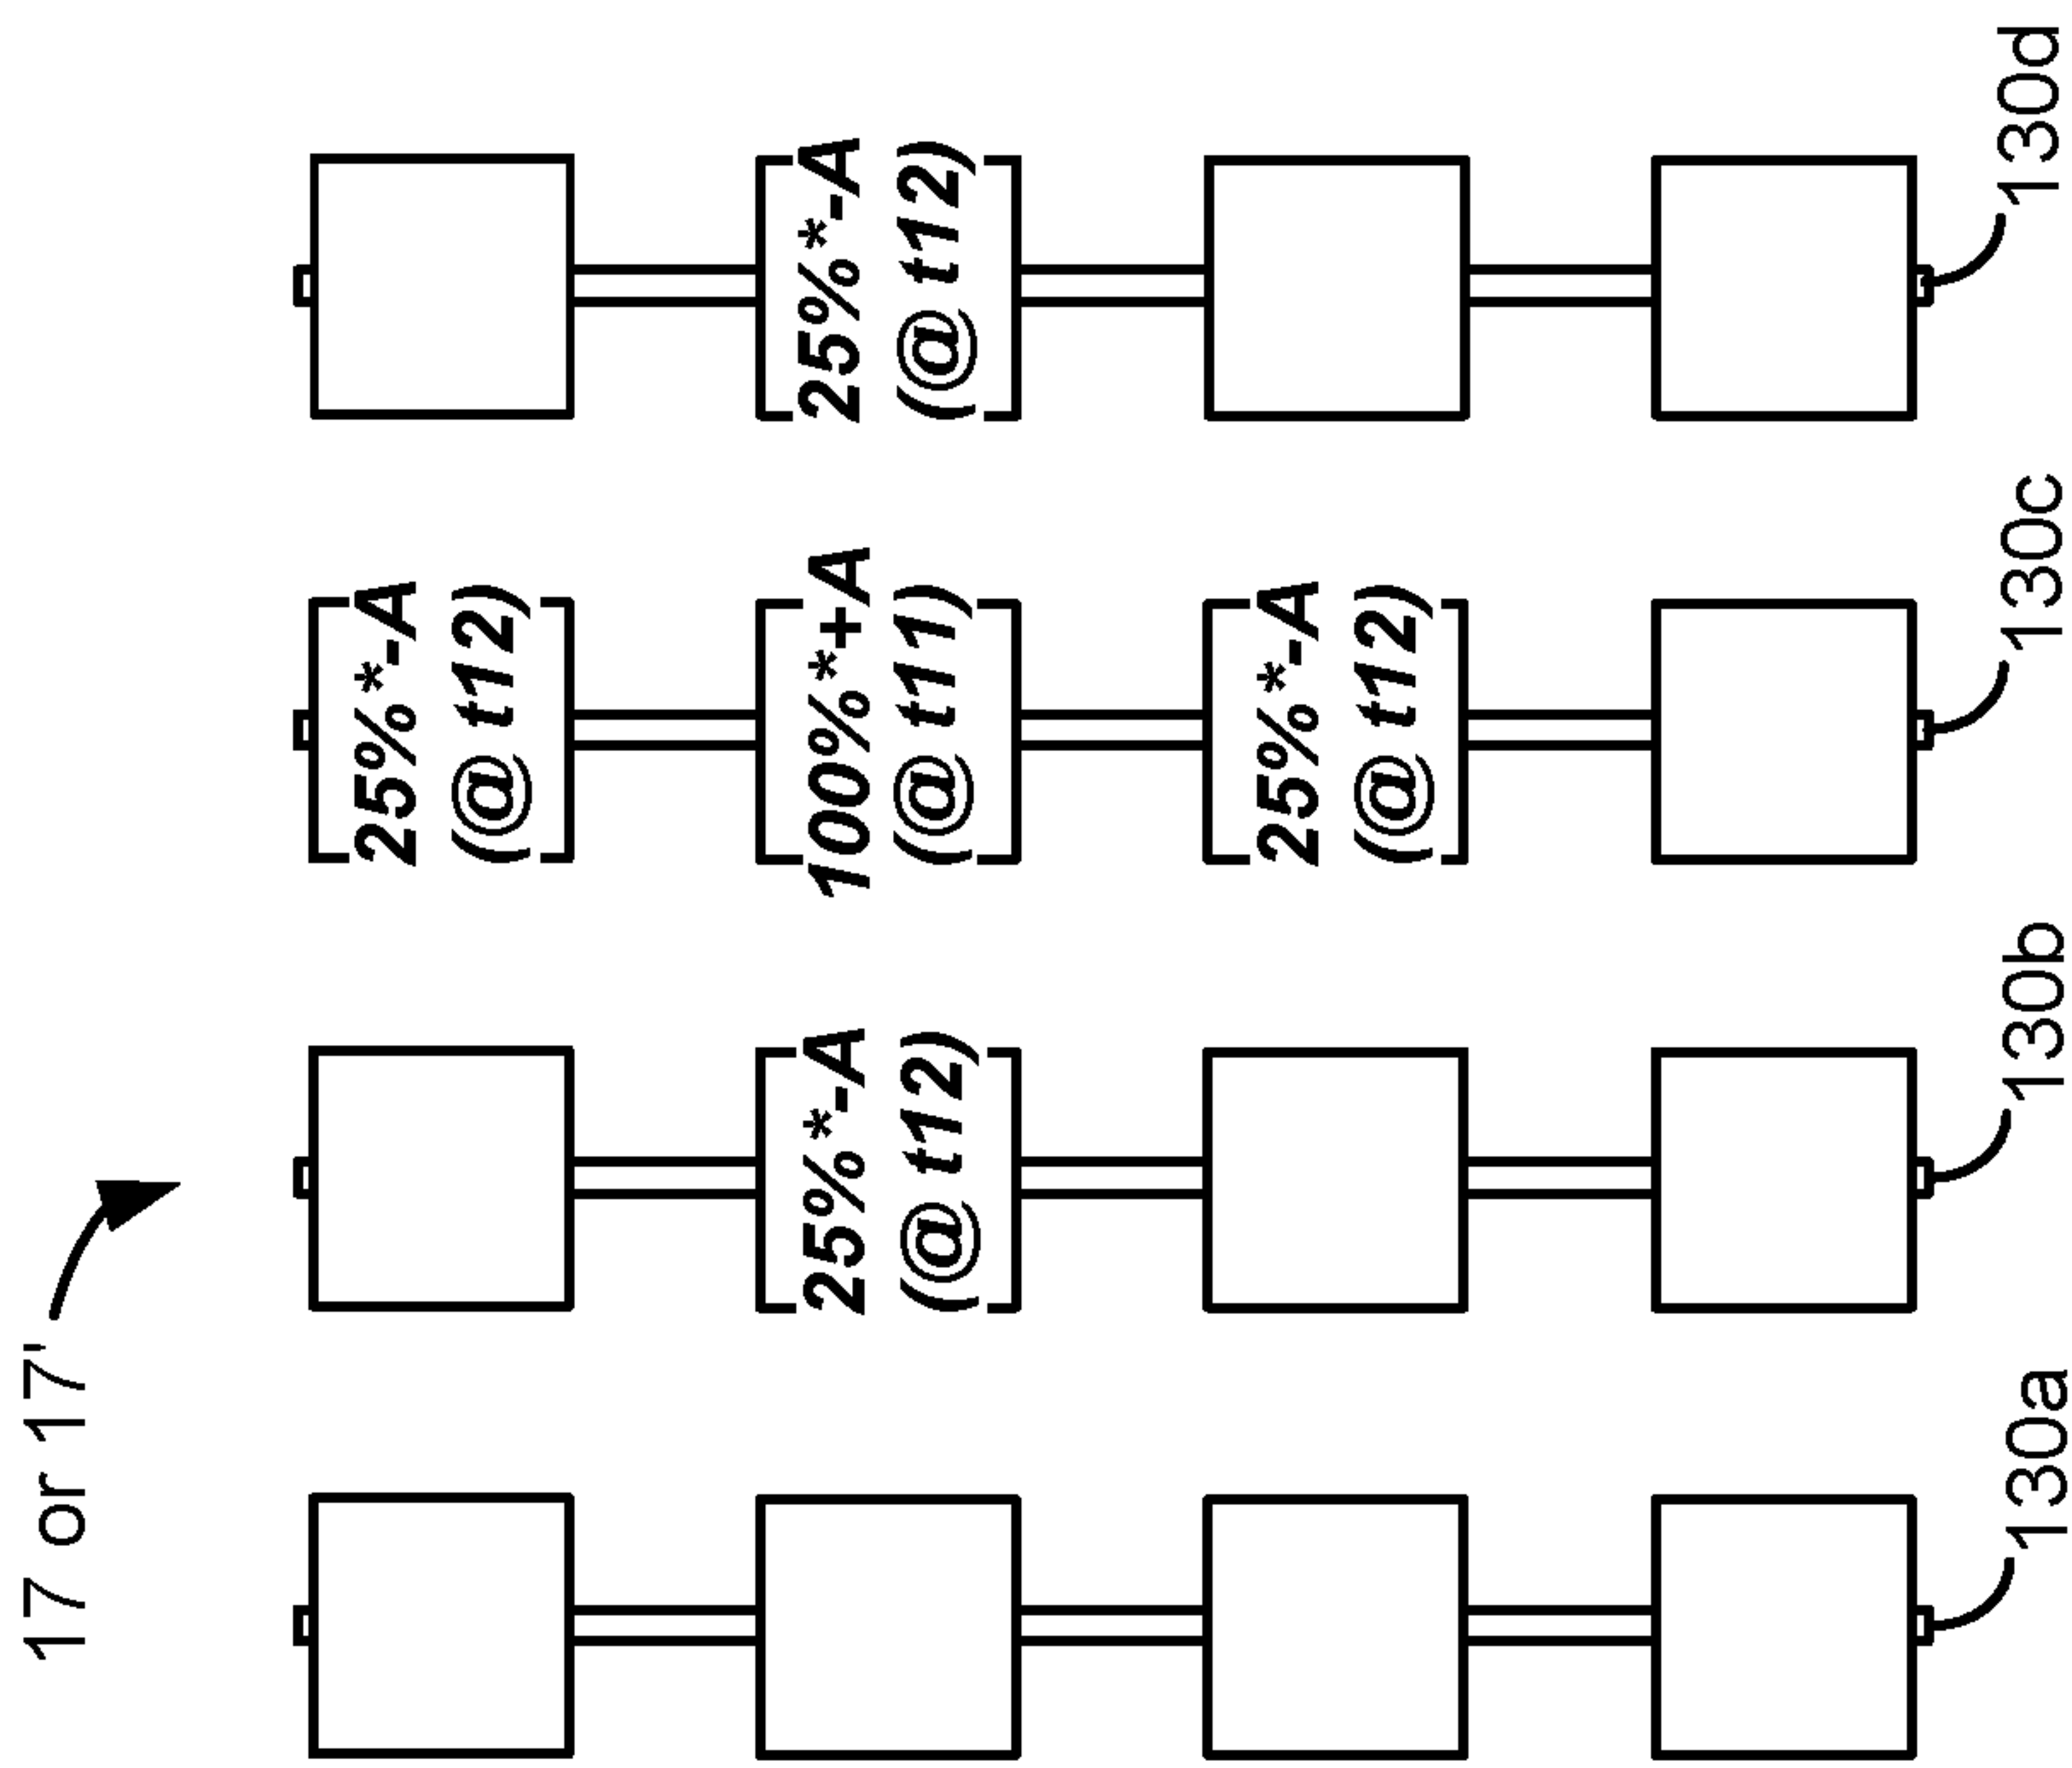 17 or 17'
25%*-A
(@ t12)
25%*-A
(@ t12)
100%*+A
(@ t11)
25%*-A
(@ t12)
25%*-A
(@ t12)
130a
130b
130c
130d